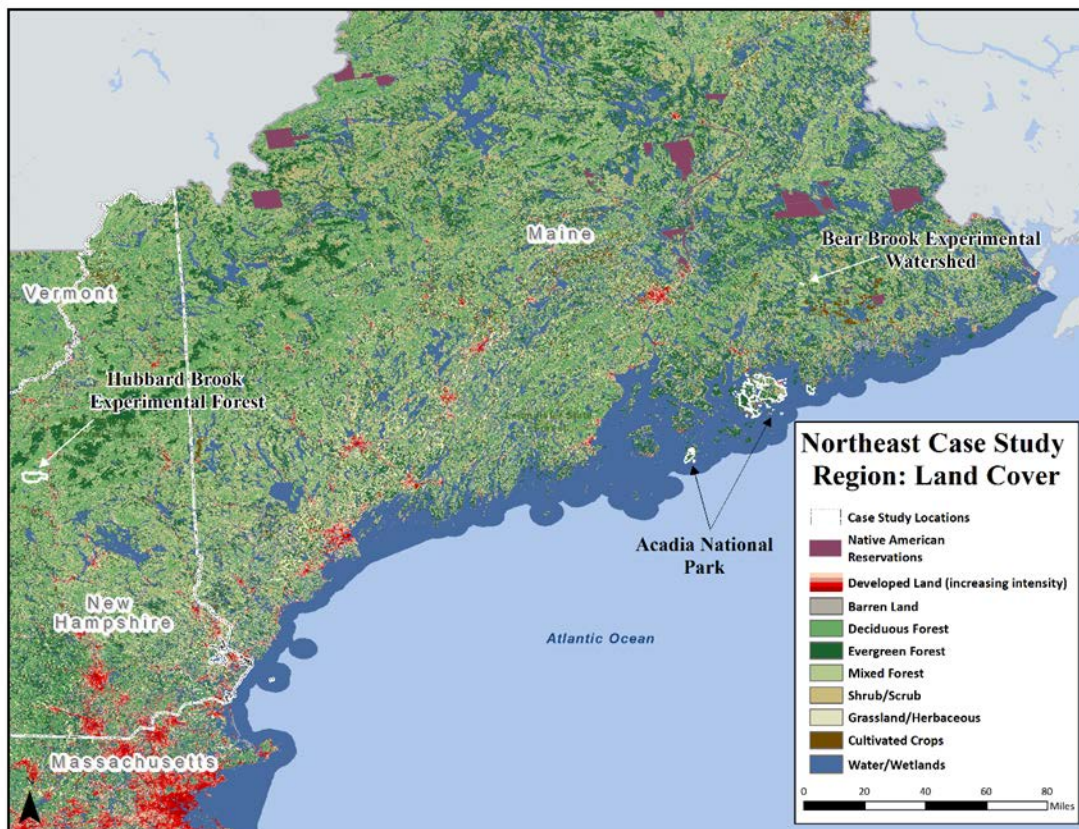 Maine
Bear Brook Experimental
Watershed
Vermont
Hubbard Brook
Experimental Forest
Acadia National
Park
New
Hampshire
Atlantic Ocean
Massachusetts
Northeast Case Study
Region: Land Cover
Case Study Locations
Native American
Reservations
Developed Land (increasing intensity)
Barren Land
Deciduous Forest
Evergreen Forest
Mixed Forest
Shrub/Scrub
Grassland/Herbaceous
Cultivated Crops
Water/Wetlands
0 20 40 60 80
Miles